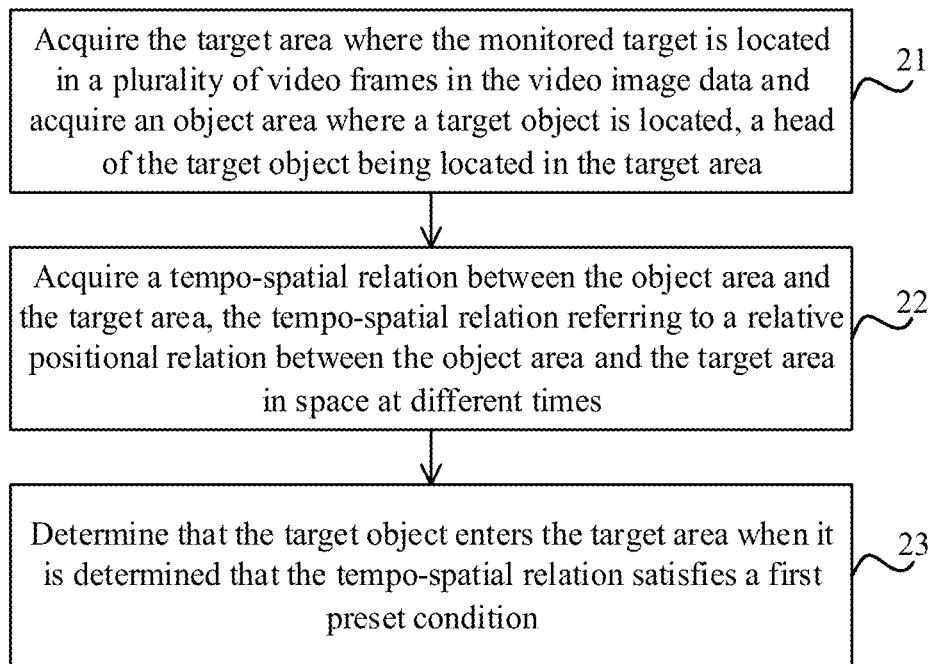 Acquire the target area where the monitored target is located
in a plurality of video frames in the video image data and
acquire an object area where a target object is located, a head
of the target object being located in the target area
21
Acquire a tempo-spatial relation between the object area and
the target area, the tempo-spatial relation referring to a relative
positional relation between the object area and the target area
in space at different times
22
Determine that the target object enters the target area when it
is determined that the tempo-spatial relation satisfies a first
preset condition
23